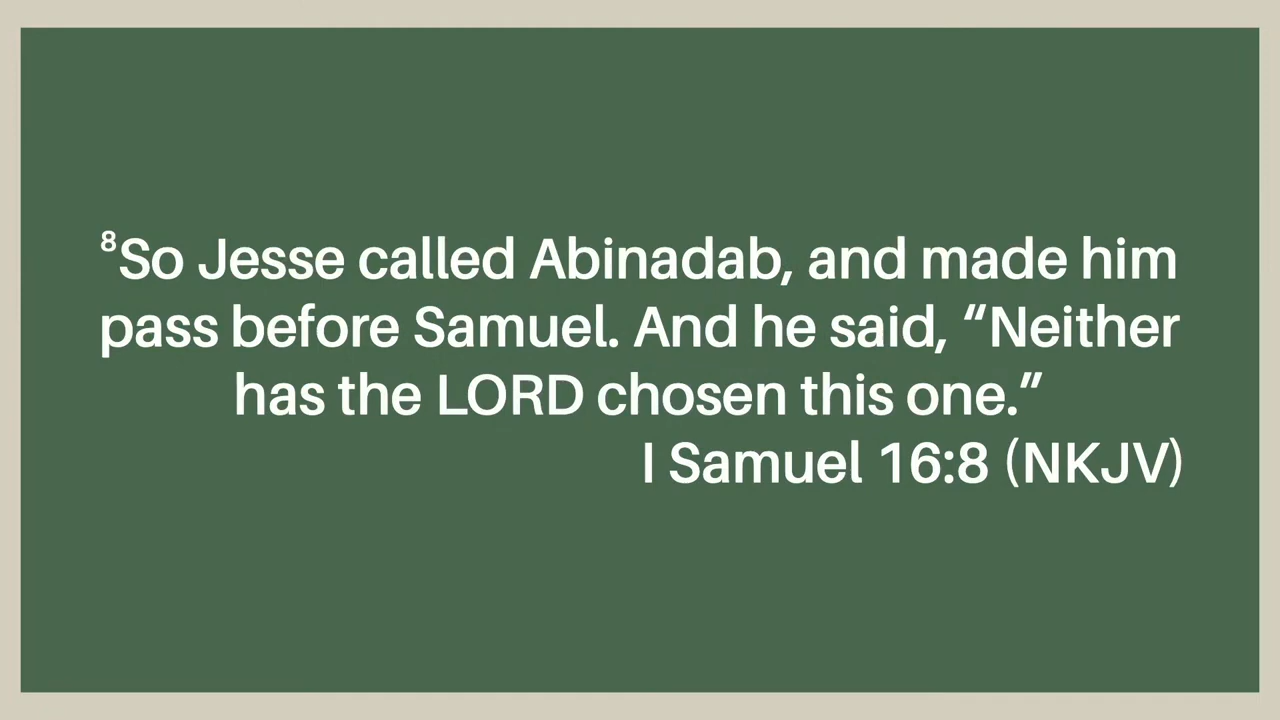 ⁸So Jesse called Abinadab, and made him
pass before Samuel. And he said, “Neither
has the LORD chosen this one.”
I Samuel 16:8 (NKJV)